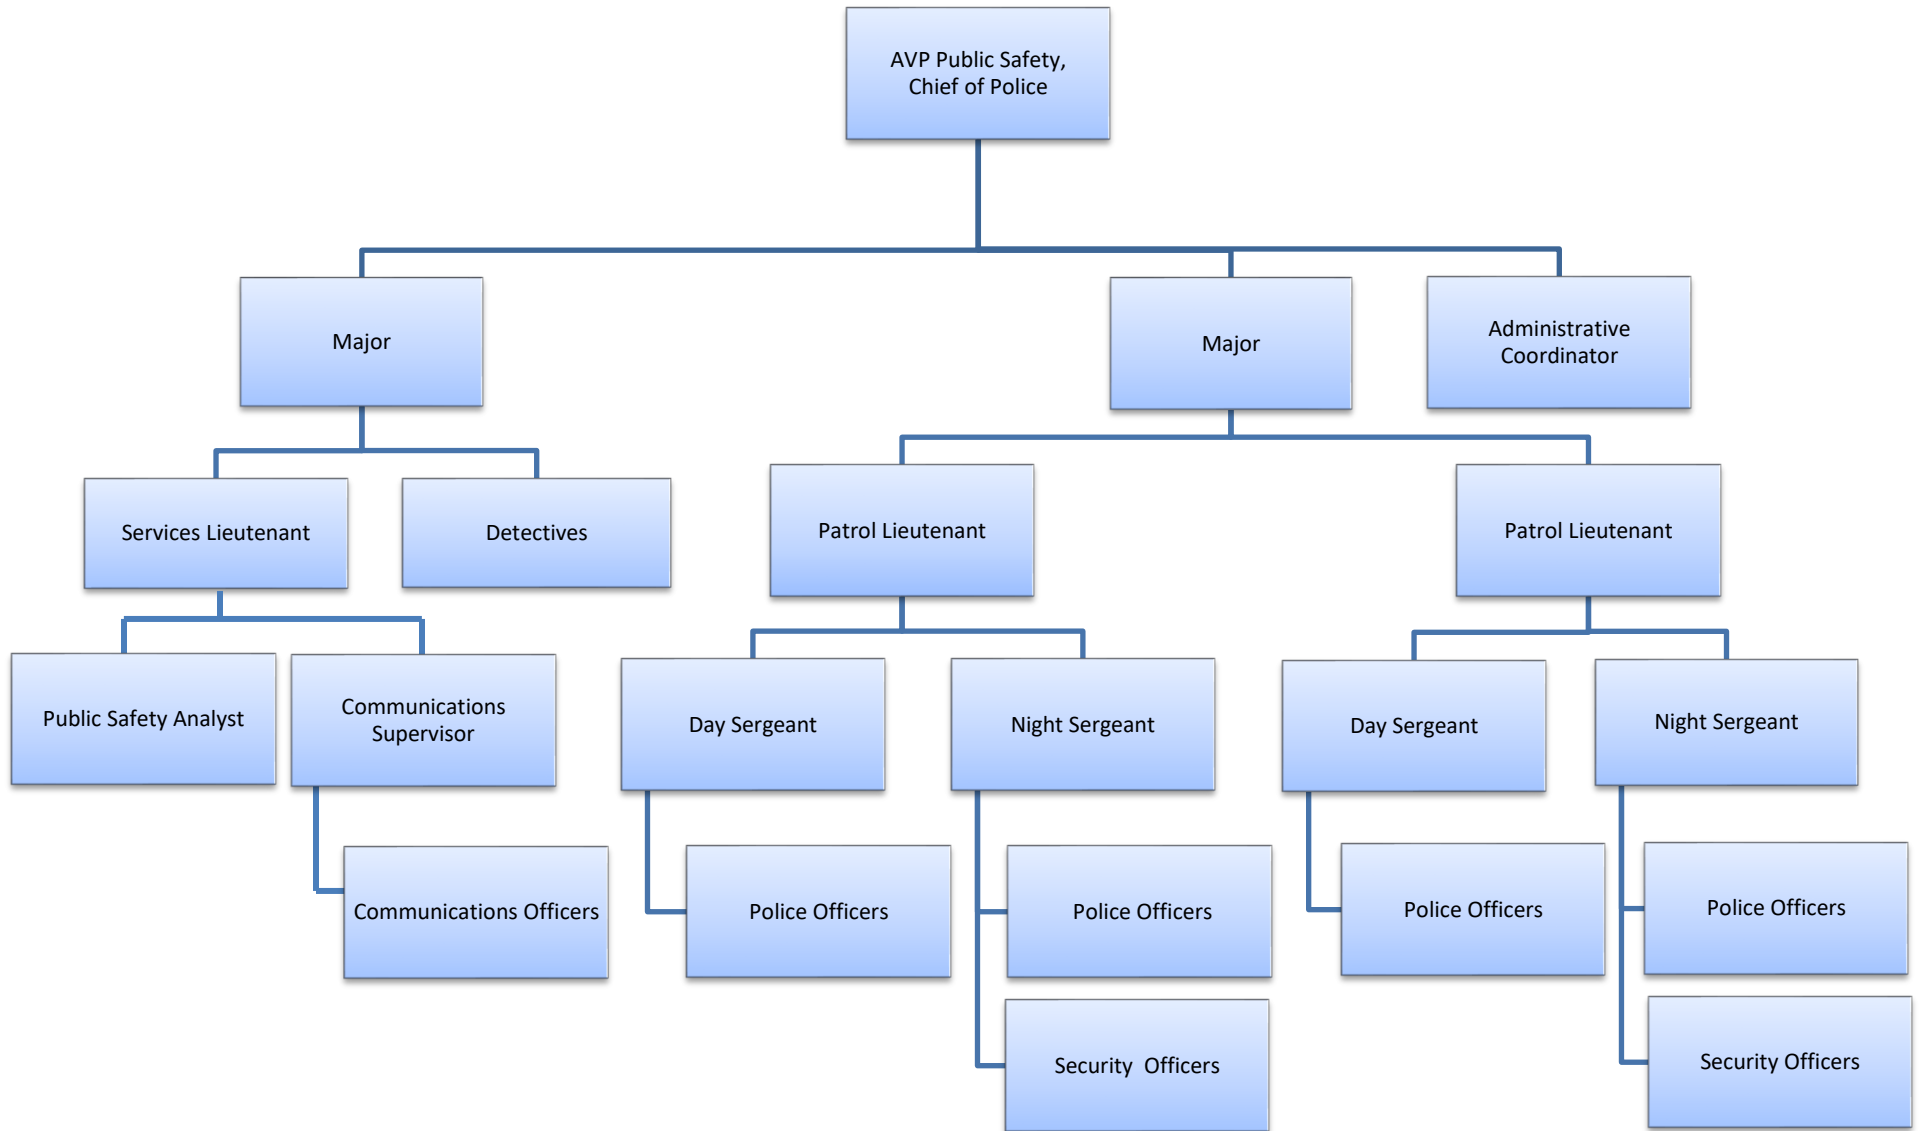 AVP Public Safety,
Chief of Police
Major
Major
Administrative
Coordinator
Services Lieutenant
Detectives
Patrol Lieutenant
Patrol Lieutenant
Public Safety Analyst
Communications
Supervisor
Day Sergeant
Night Sergeant
Day Sergeant
Night Sergeant
Communications Officers
Police Officers
Police Officers
Police Officers
Police Officers
Security  Officers
Security Officers